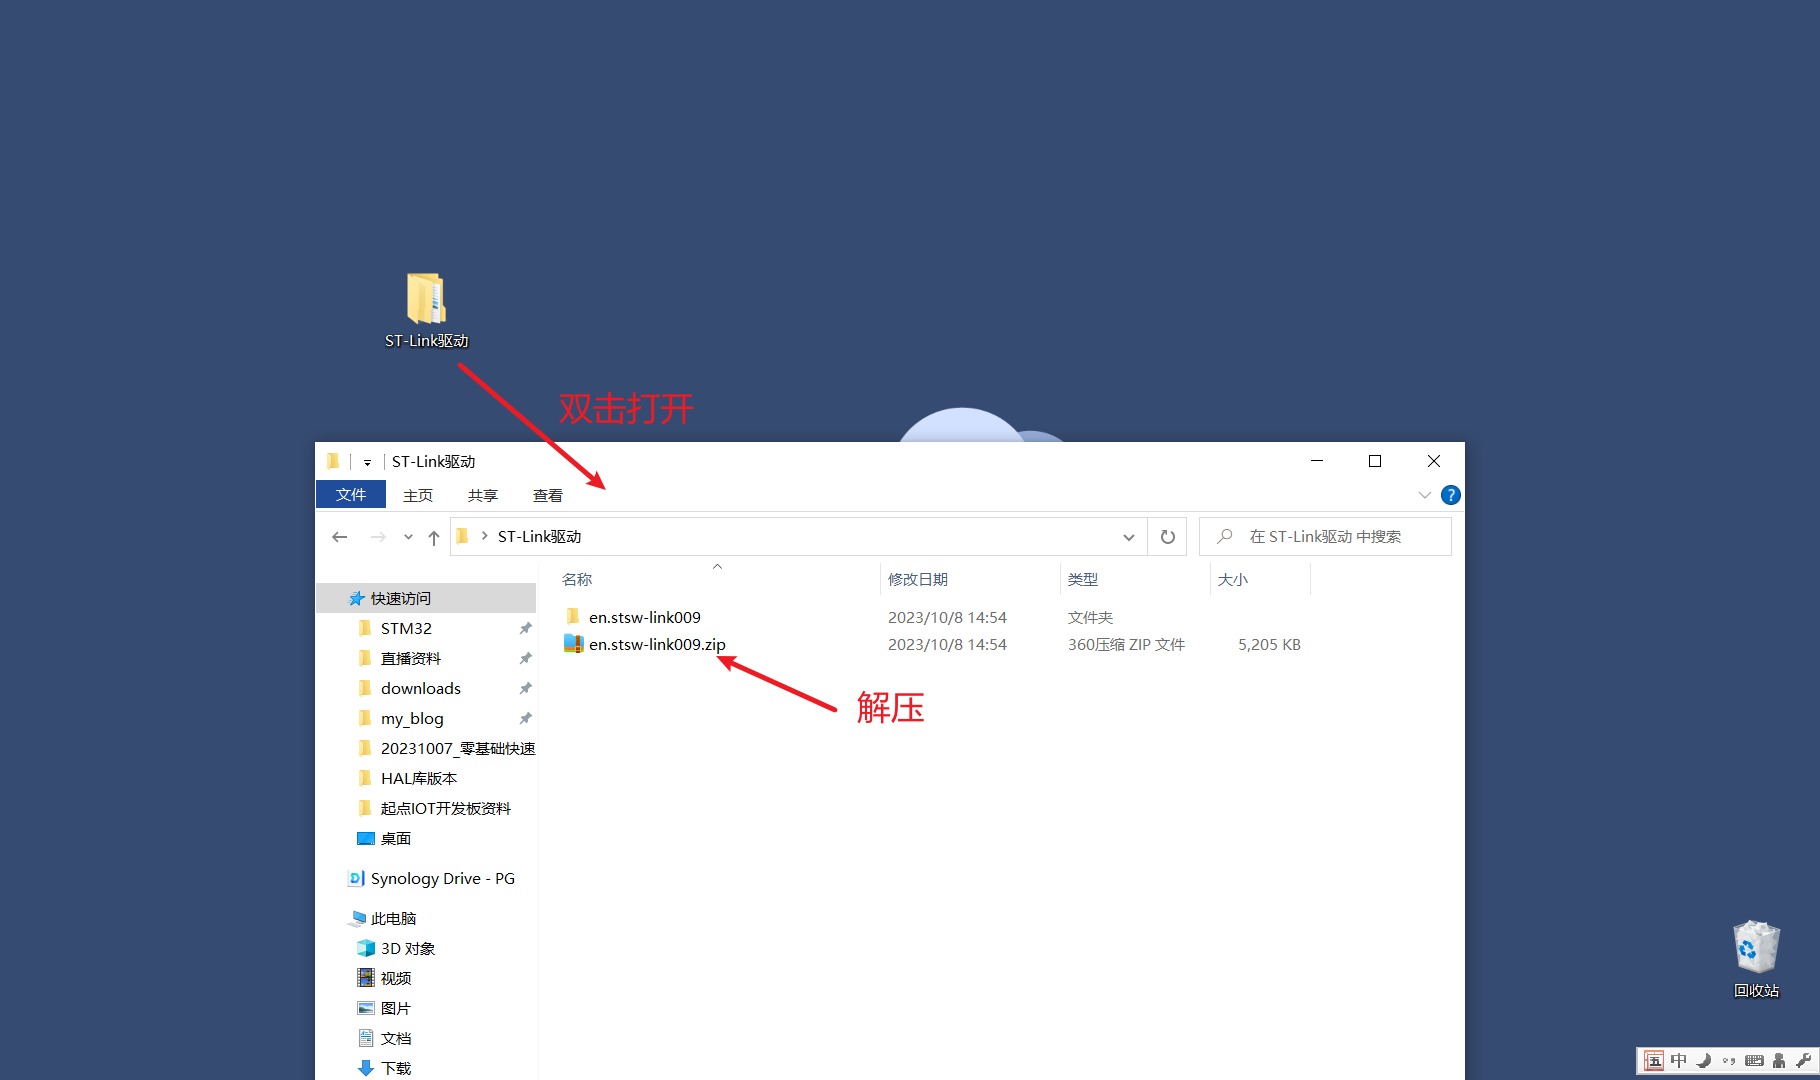 ST-Link驱动
双击打开
ST-Link驱动
文件 主页 共享 查看
ST-Link驱动 在 ST-Link驱动 中搜索
名称 修改日期 类型 大小
en.stsw-link009 2023/10/8 14:54 文件夹
en.stsw-link009.zip 2023/10/8 14:54 360压缩 ZIP 文件 5,205 KB
解压
快速访问
STM32
直播资料
downloads
my_blog
20231007_零基础快速
HAL库版本
起点IOT开发板资料
桌面
Synology Drive - PG
此电脑
3D 对象
视频
图片
文档
下载
回收站
五 中